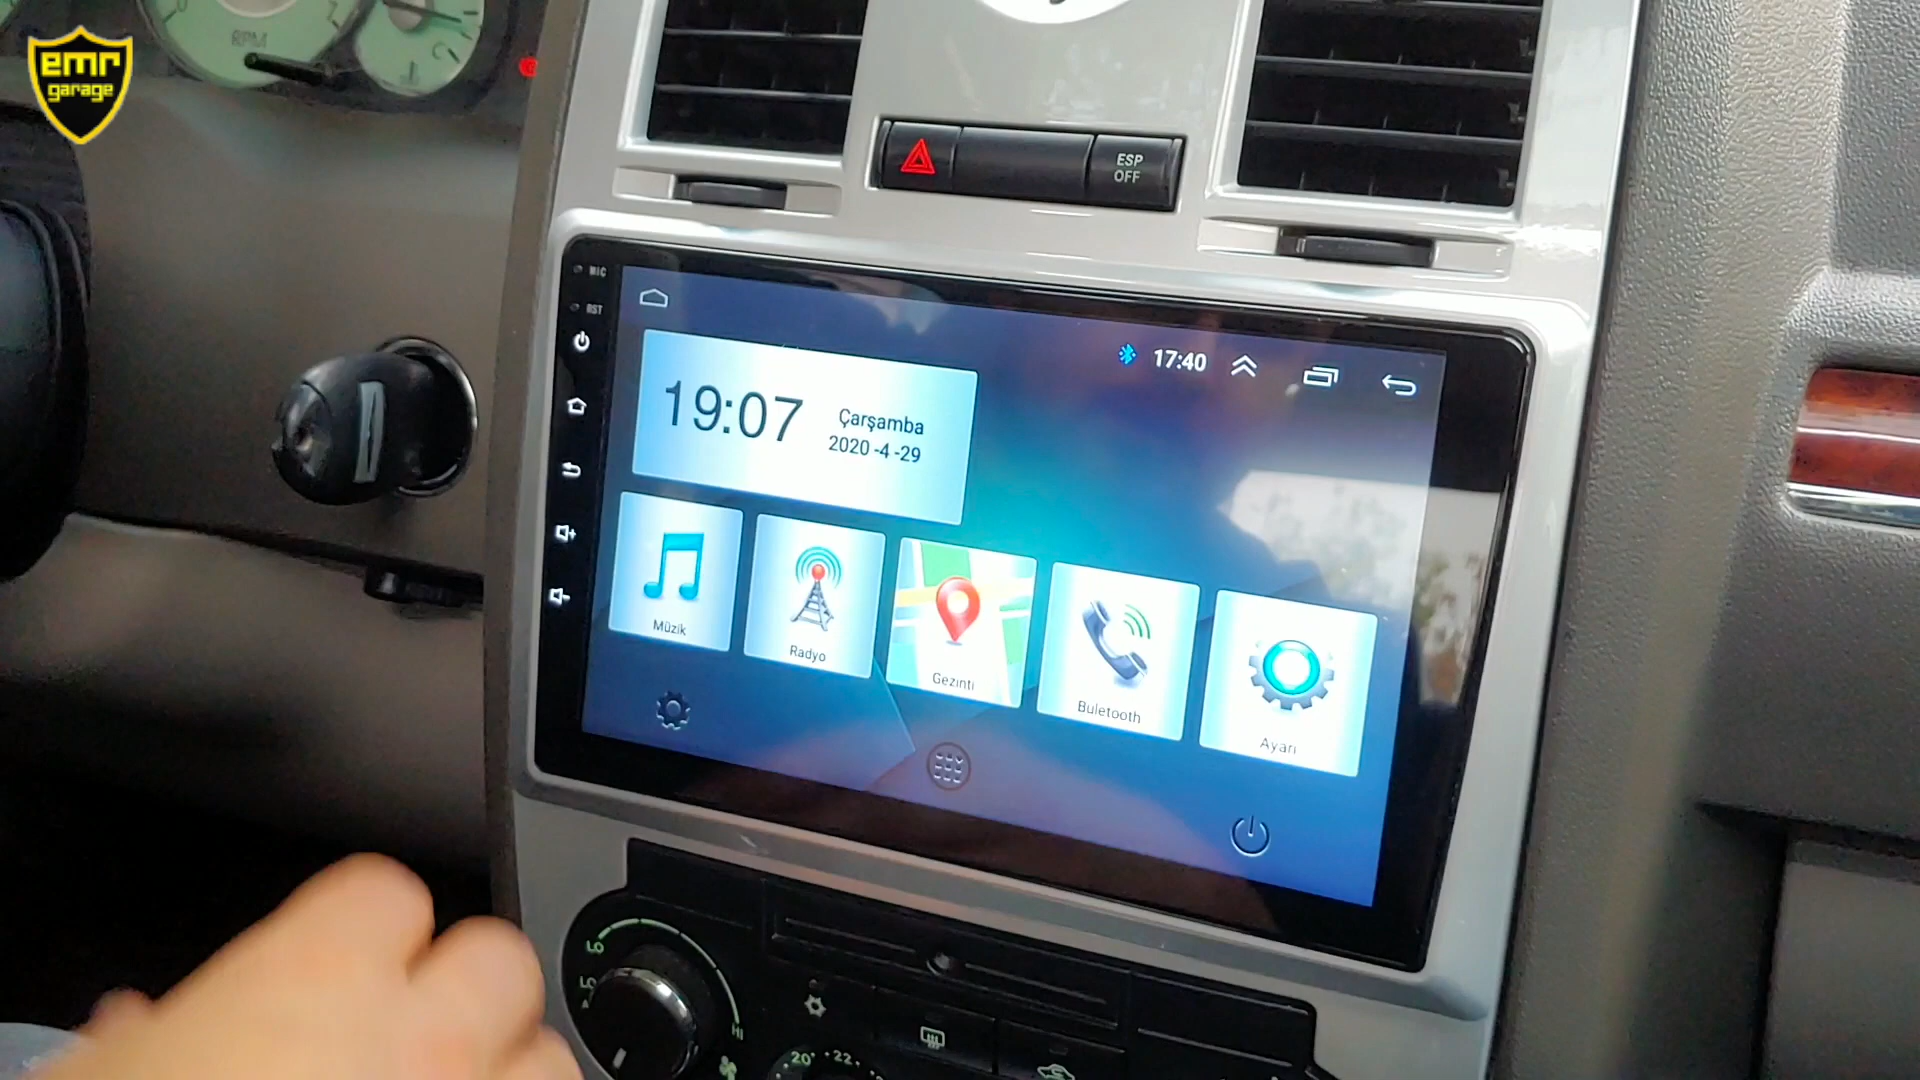 emr
garage
RPM
ESP
OFF
MIC
RST
17:40
19:07
Çarşamba
2020 -4 -29
Müzik
Radyo
Gezinti
Buletooth
Ayarı
LO
LO
A
HI
20 · 22